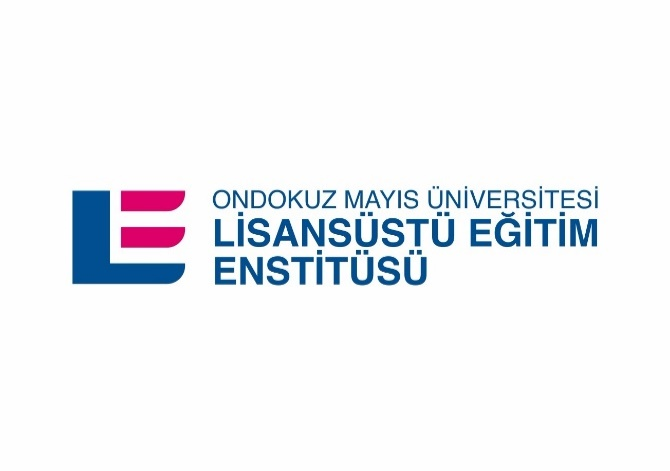 ONDOKUZ MAYIS ÜNİVERSİTESİ
LİSANSÜSTÜ EĞİTİM
ENSTİTÜSÜ